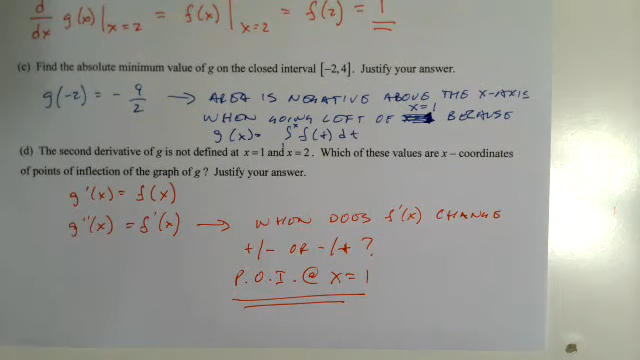 d/dx g(x)|x=2 = f(x)|x=2 = f(2) = 1
(c) Find the absolute minimum value of g on the closed interval [−2,4]. Justify your answer.
g(-2) = - 9/2 → AREA IS NEGATIVE ABOVE THE X-AXIS
WHEN GOING LEFT OF x=1 BECAUSE
g(x) = ∫₁ˣ f(t) dt
(d) The second derivative of g is not defined at x=1 and x=2. Which of these values are x – coordinates
of points of inflection of the graph of g? Justify your answer.
g'(x) = f(x)
g''(x) = f'(x) → WHEN DOES f'(x) CHANGE
+/- OR -/+ ?
P.O.I. @ x=1